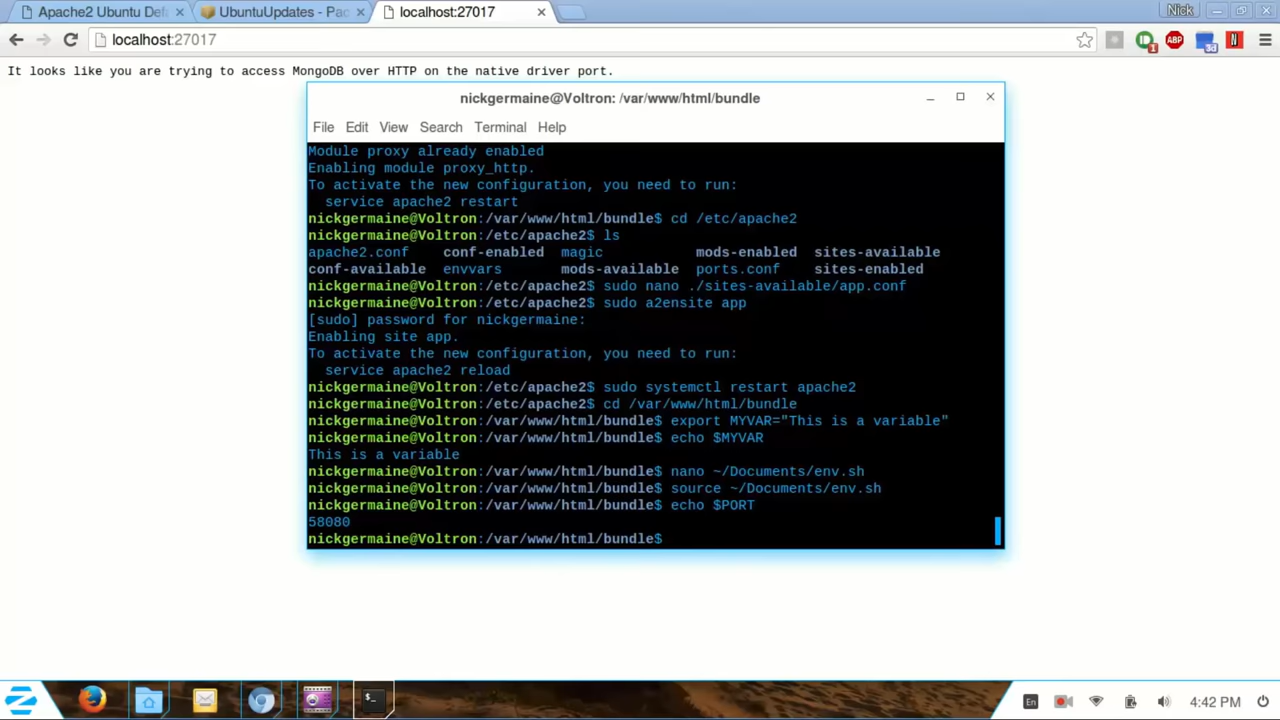 Apache2 Ubuntu Def
UbuntuUpdates - Pac
localhost:27017
Nick
localhost:27017
ABP
1
3d
N
It looks like you are trying to access MongoDB over HTTP on the native driver port.
nickgermaine@Voltron: /var/www/html/bundle
File Edit View Search Terminal Help
Module proxy already enabled
Enabling module proxy_http.
To activate the new configuration, you need to run:
service apache2 restart
nickgermaine@Voltron:/var/www/html/bundle$ cd /etc/apache2
nickgermaine@Voltron:/etc/apache2$ ls
apache2.conf conf-enabled magic mods-enabled sites-available
conf-available envvars mods-available ports.conf sites-enabled
nickgermaine@Voltron:/etc/apache2$ sudo nano ./sites-available/app.conf
nickgermaine@Voltron:/etc/apache2$ sudo a2ensite app
[sudo] password for nickgermaine:
Enabling site app.
To activate the new configuration, you need to run:
service apache2 reload
nickgermaine@Voltron:/etc/apache2$ sudo systemctl restart apache2
nickgermaine@Voltron:/etc/apache2$ cd /var/www/html/bundle
nickgermaine@Voltron:/var/www/html/bundle$ export MYVAR="This is a variable"
nickgermaine@Voltron:/var/www/html/bundle$ echo $MYVAR
This is a variable
nickgermaine@Voltron:/var/www/html/bundle$ nano ~/Documents/env.sh
nickgermaine@Voltron:/var/www/html/bundle$ source ~/Documents/env.sh
nickgermaine@Voltron:/var/www/html/bundle$ echo $PORT
58080
nickgermaine@Voltron:/var/www/html/bundle$
$_
En
4:42 PM